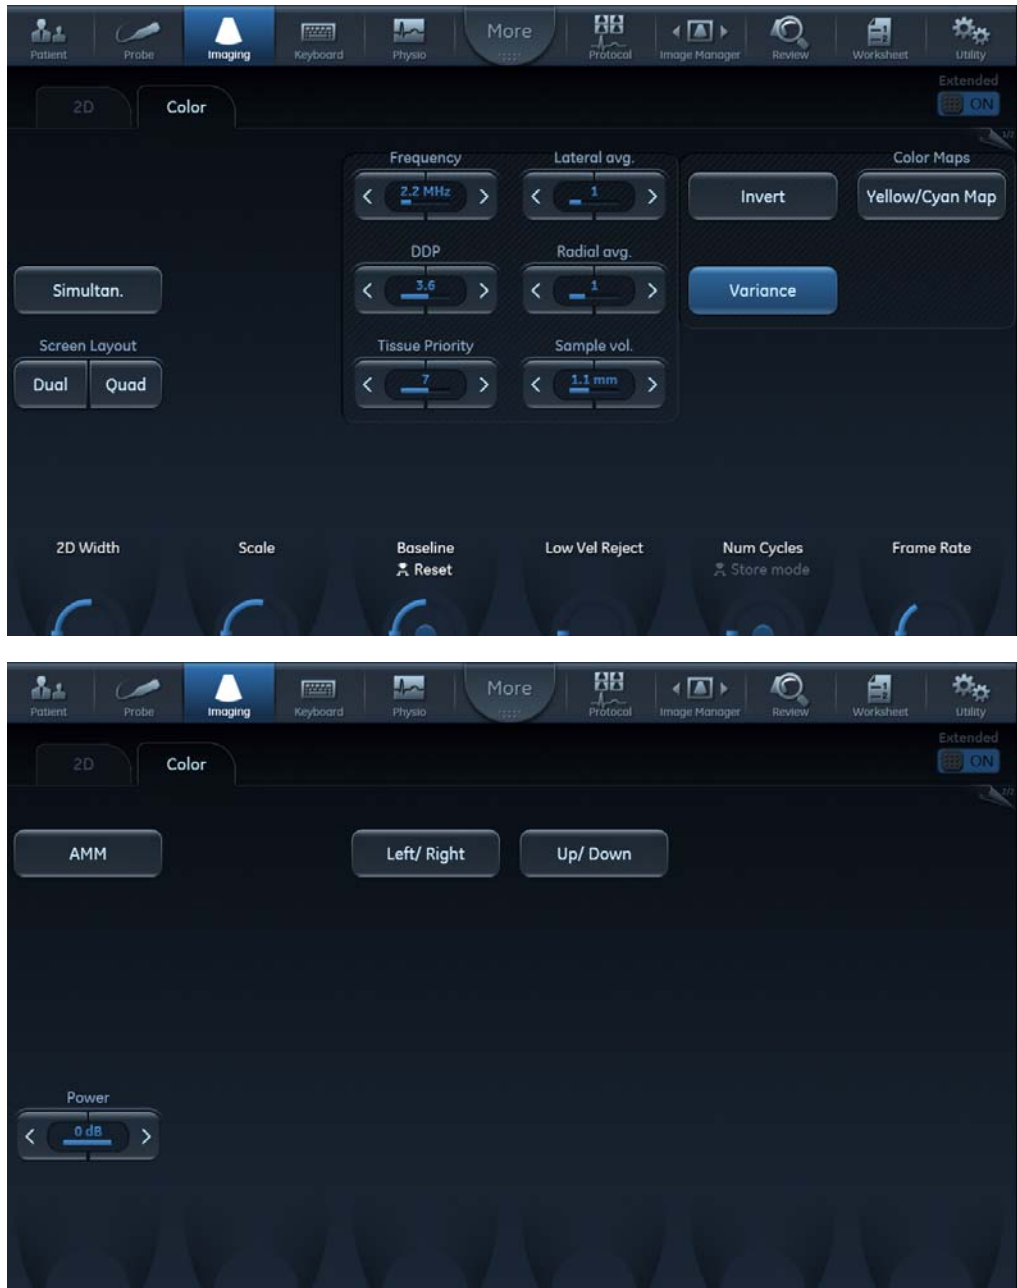 Patient Probe Imaging Keyboard Physio More Protocol Image Manager Review Worksheet Utility
Extended
2D Color ON
1/2
Frequency Lateral avg. Color Maps
2.2 MHz 1 Invert Yellow/Cyan Map
DDP Radial avg.
Simultan. 3.6 1 Variance
Screen Layout Tissue Priority Sample vol.
Dual Quad 7 1.1 mm
2D Width Scale Baseline Low Vel Reject Num Cycles Frame Rate
Reset Store mode
Patient Probe Imaging Keyboard Physio More Protocol Image Manager Review Worksheet Utility
Extended
2D Color ON
2/2
AMM Left/ Right Up/ Down
Power
0 dB